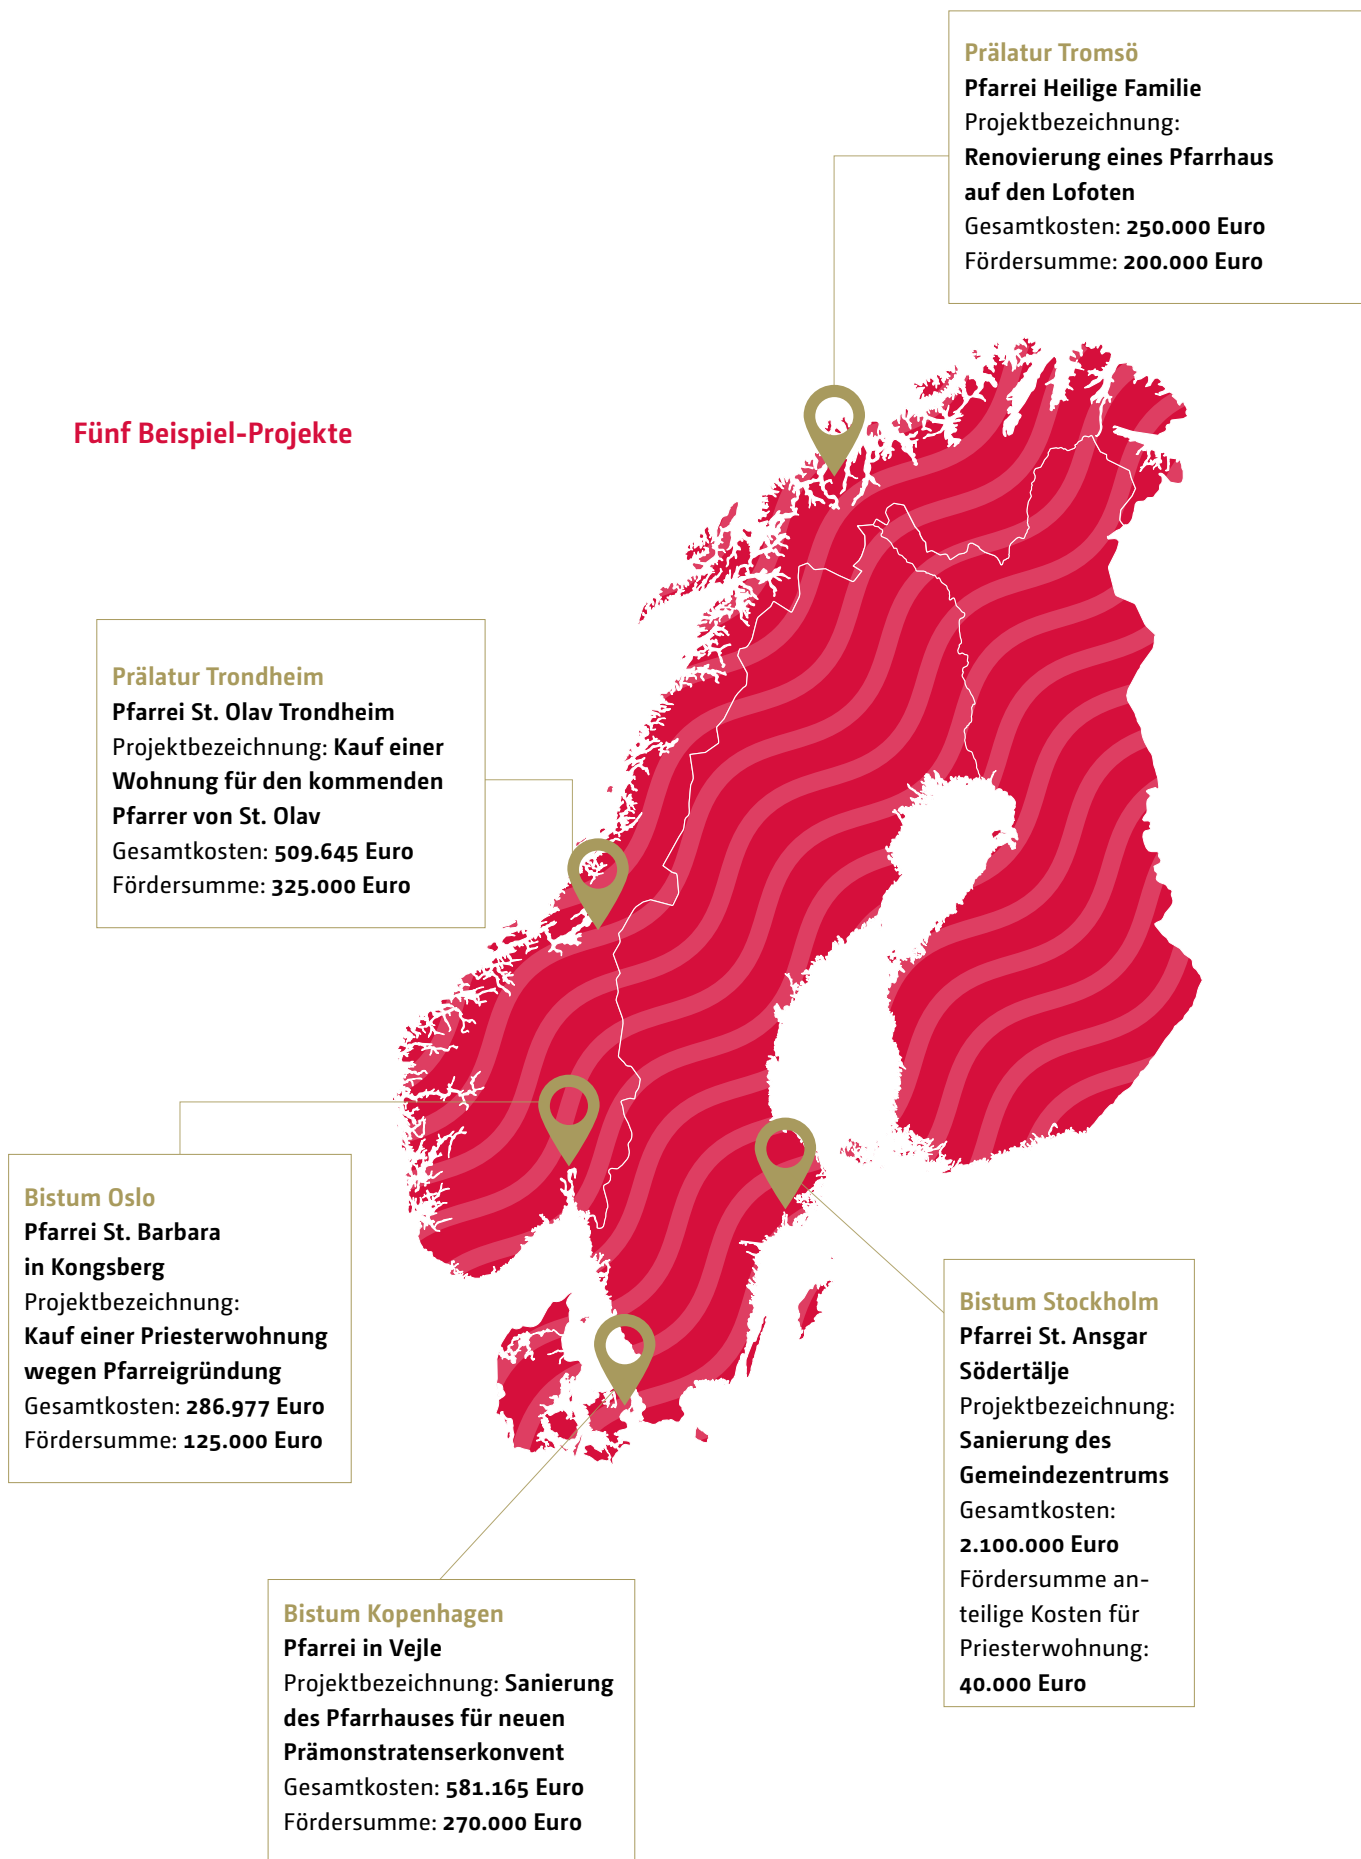 Prälatur Tromsö
Pfarrei Heilige Familie
Projektbezeichnung:
Renovierung eines Pfarrhaus
auf den Lofoten
Gesamtkosten: 250.000 Euro
Fördersumme: 200.000 Euro
Fünf Beispiel-Projekte
Prälatur Trondheim
Pfarrei St. Olav Trondheim
Projektbezeichnung: Kauf einer
Wohnung für den kommenden
Pfarrer von St. Olav
Gesamtkosten: 509.645 Euro
Fördersumme: 325.000 Euro
Bistum Oslo
Pfarrei St. Barbara
in Kongsberg
Projektbezeichnung:
Kauf einer Priesterwohnung
wegen Pfarreigründung
Gesamtkosten: 286.977 Euro
Fördersumme: 125.000 Euro
Bistum Stockholm
Pfarrei St. Ansgar
Södertälje
Projektbezeichnung:
Sanierung des
Gemeindezentrums
Gesamtkosten:
2.100.000 Euro
Fördersumme an-
teilige Kosten für
Priesterwohnung:
40.000 Euro
Bistum Kopenhagen
Pfarrei in Vejle
Projektbezeichnung: Sanierung
des Pfarrhauses für neuen
Prämonstratenserkonvent
Gesamtkosten: 581.165 Euro
Fördersumme: 270.000 Euro